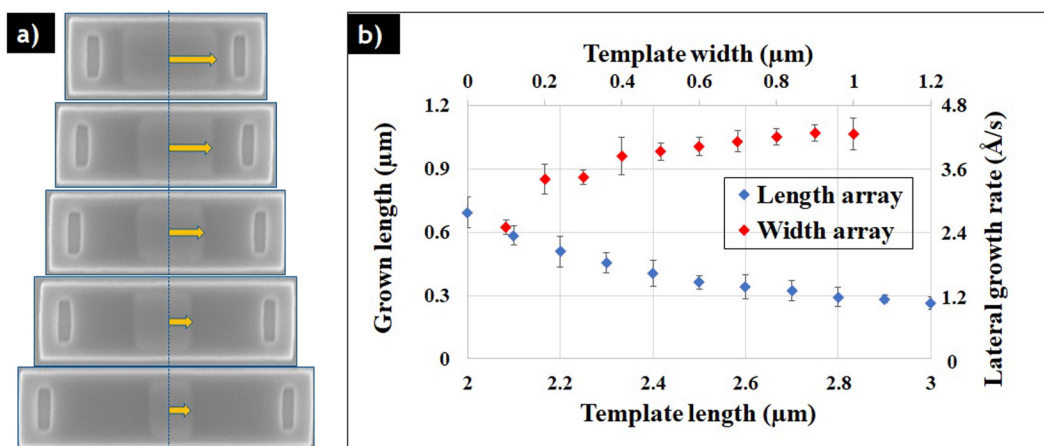 a)
b)
Template width (µm)
0 0.2 0.4 0.6 0.8 1 1.2
Grown length (µm)
1.2
0.9
0.6
0.3
0
4.8
3.6
2.4
1.2
0
Lateral growth rate (Å/s)
Length array
Width array
2 2.2 2.4 2.6 2.8 3
Template length (µm)